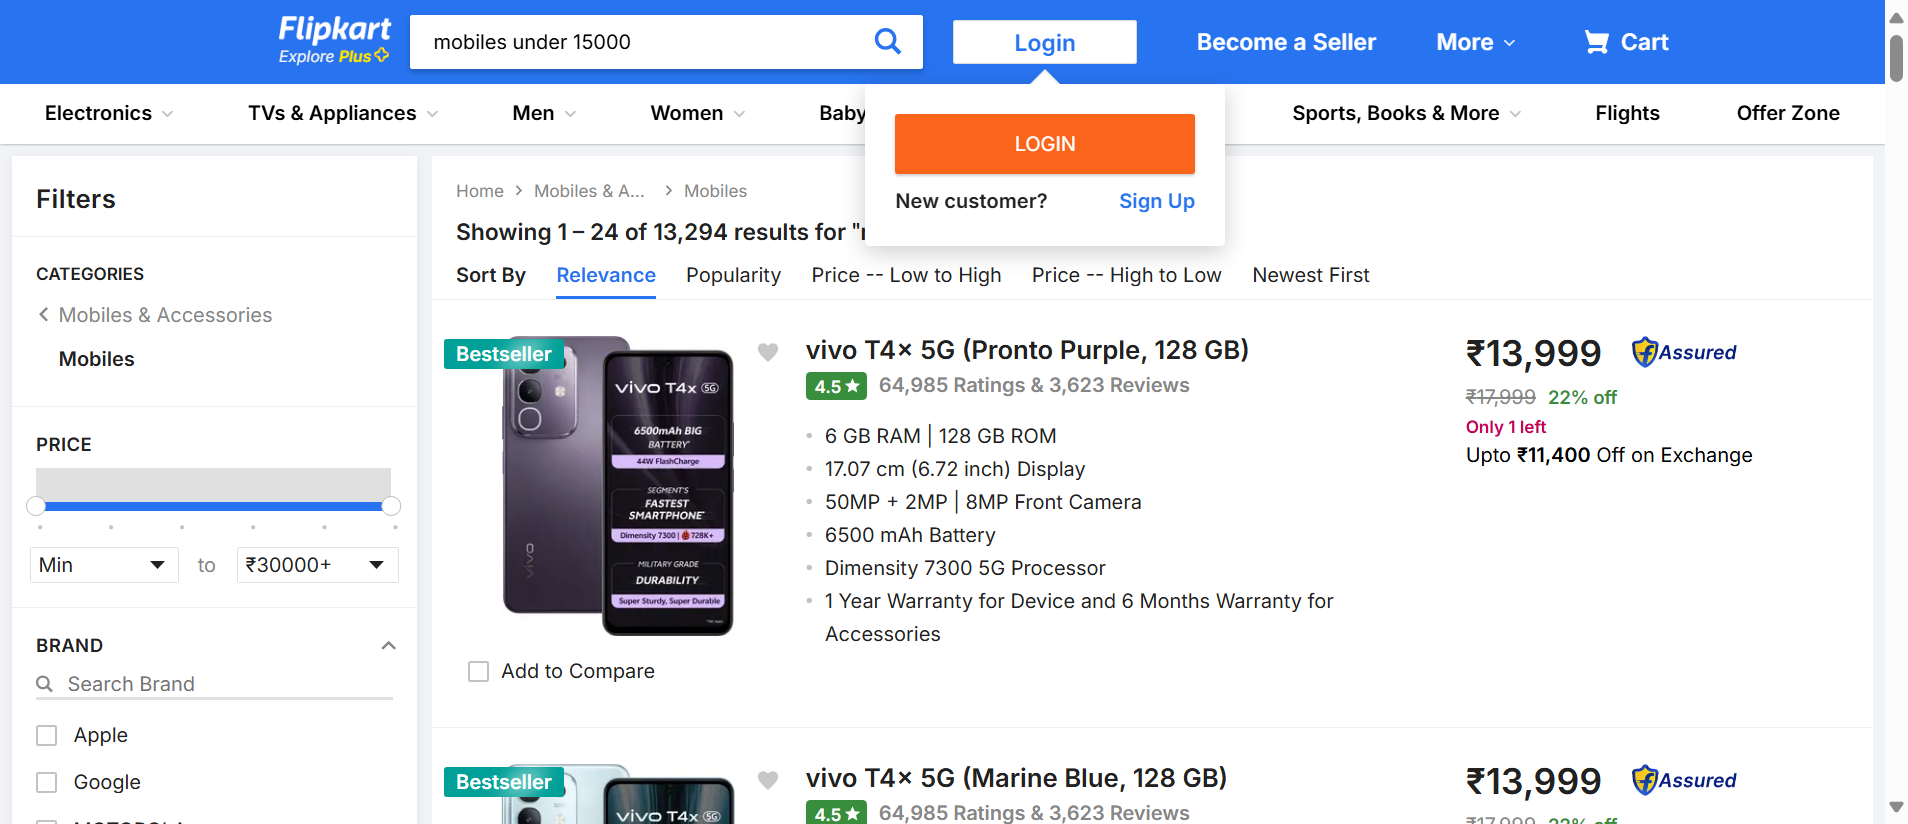 Flipkart
Explore Plus
mobiles under 15000
Login
Become a Seller
More
Cart
Electronics
TVs & Appliances
Men
Women
Baby
Sports, Books & More
Flights
Offer Zone
LOGIN
New customer?
Sign Up
Filters
CATEGORIES
Mobiles & Accessories
Mobiles
PRICE
Min
to
₹30000+
BRAND
Search Brand
Apple
Google
MOTOROLA
Home
Mobiles & A...
Mobiles
Showing 1 – 24 of 13,294 results for "
Sort By
Relevance
Popularity
Price -- Low to High
Price -- High to Low
Newest First
Bestseller
vivo
vivo T4x 5G
6500mAh BIG
BATTERY*
44W FlashCharge
SEGMENT'S
FASTEST
SMARTPHONE*
Dimensity 7300 | 728K+
MILITARY GRADE
DURABILITY
Super Sturdy, Super Durable
Add to Compare
vivo T4x 5G (Pronto Purple, 128 GB)
4.5★
64,985 Ratings & 3,623 Reviews
6 GB RAM | 128 GB ROM
17.07 cm (6.72 inch) Display
50MP + 2MP | 8MP Front Camera
6500 mAh Battery
Dimensity 7300 5G Processor
1 Year Warranty for Device and 6 Months Warranty for
Accessories
₹13,999
Assured
₹17,999 22% off
Only 1 left
Upto ₹11,400 Off on Exchange
Bestseller
vivo T4x 5G
vivo T4x 5G (Marine Blue, 128 GB)
4.5★
64,985 Ratings & 3,623 Reviews
₹13,999
Assured
₹17,999 22% off